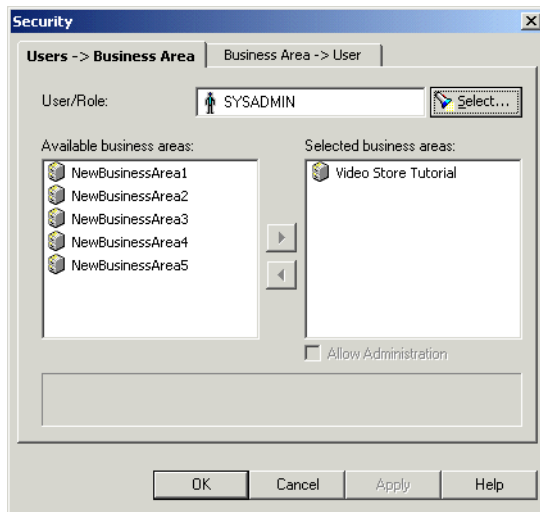 Security
Users -> Business Area
Business Area -> User
User/Role:
SYSADMIN
Select...
Available business areas:
Selected business areas:
NewBusinessArea1
NewBusinessArea2
NewBusinessArea3
NewBusinessArea4
NewBusinessArea5
Video Store Tutorial
Allow Administration
OK
Cancel
Apply
Help